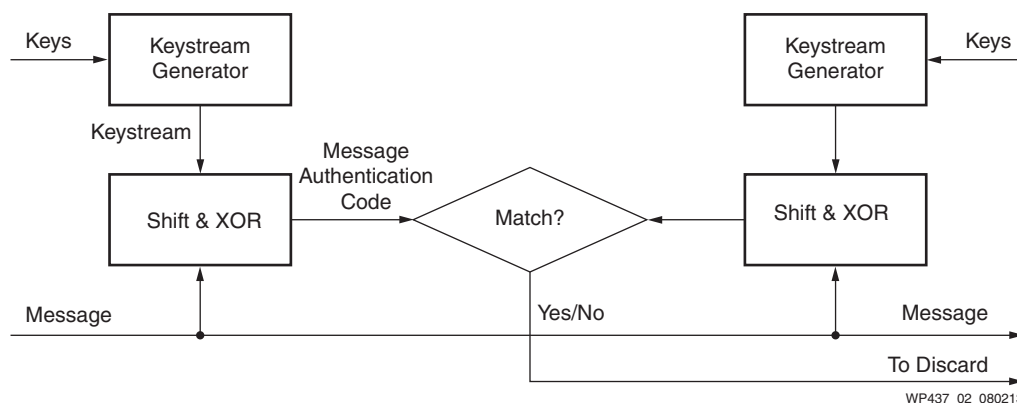 Keys
Keystream
Generator
Keystream
Generator
Keys
Keystream
Message
Authentication
Code
Shift & XOR
Match?
Shift & XOR
Message
Yes/No
Message
To Discard